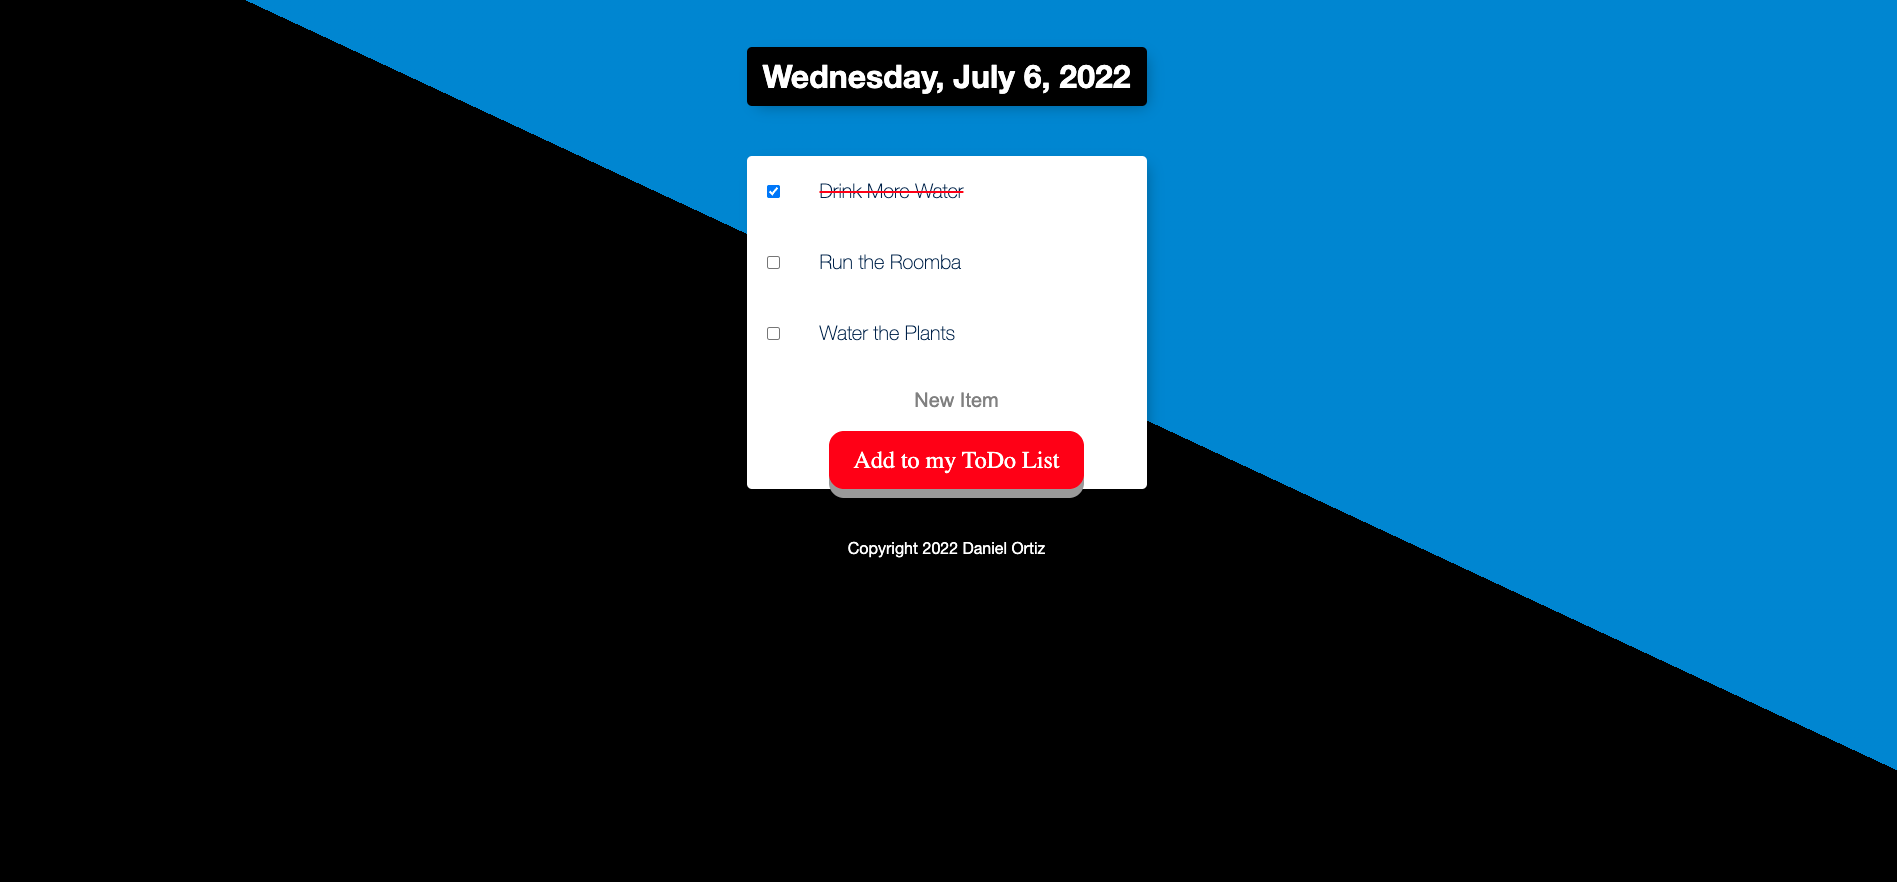 Wednesday, July 6, 2022
Drink More Water
Run the Roomba
Water the Plants
New Item
Add to my ToDo List
Copyright 2022 Daniel Ortiz